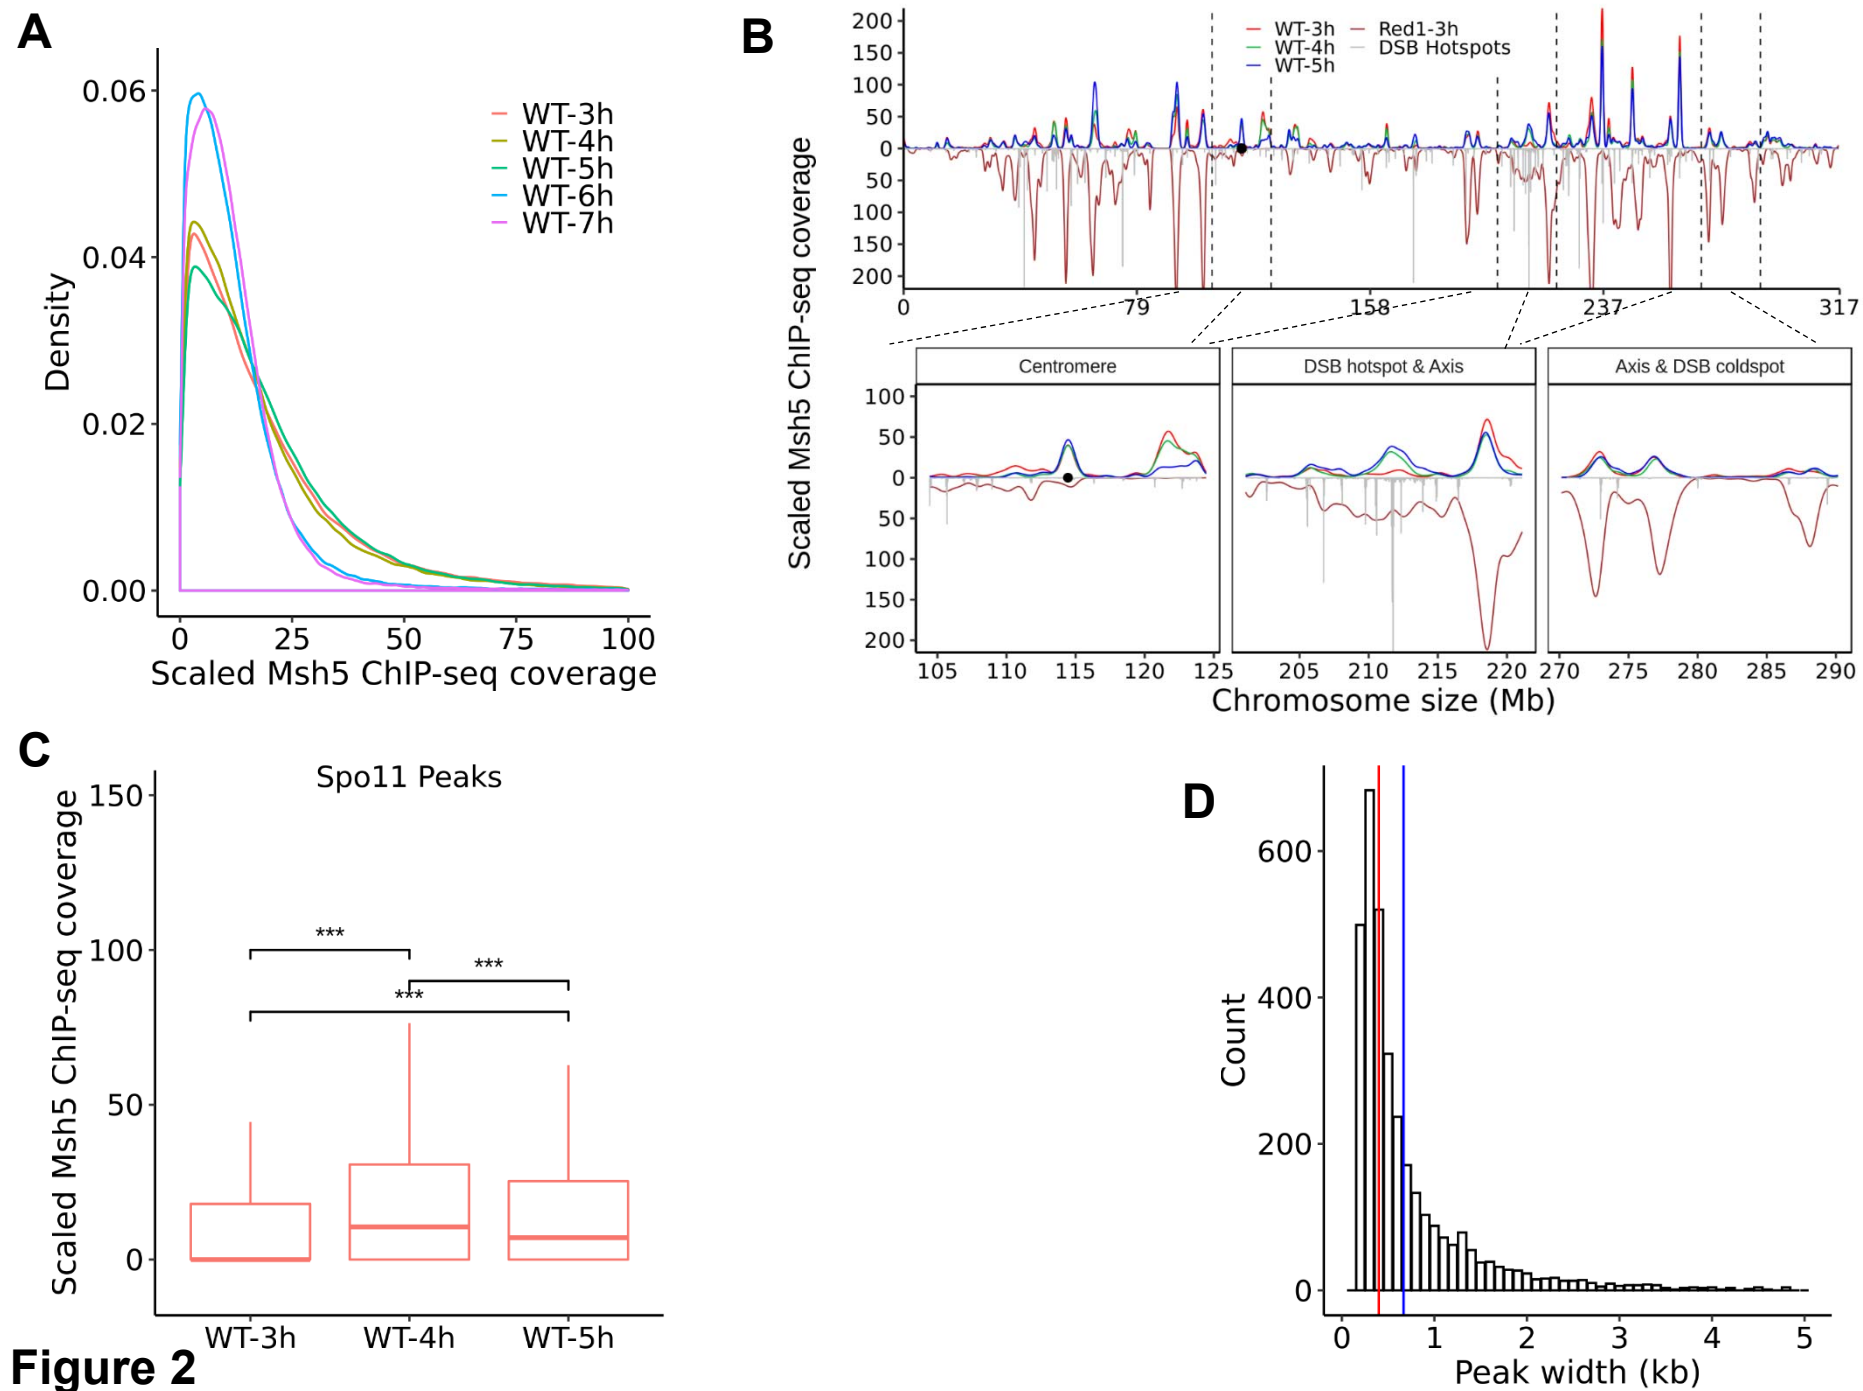 A
0.06
0.04
0.02
0.00
Density
WT-3h
WT-4h
WT-5h
WT-6h
WT-7h
0 25 50 75 100
Scaled Msh5 ChIP-seq coverage
B
200
150
100
50
0
50
100
150
200
Scaled Msh5 ChIP-seq coverage
WT-3h Red1-3h
WT-4h DSB Hotspots
WT-5h
0 79 158 237 317
Centromere DSB hotspot & Axis Axis & DSB coldspot
100
50
0
50
100
150
200
105 110 115 120 125 205 210 215 220 270 275 280 285 290
Chromosome size (Mb)
C
Spo11 Peaks
150
100
50
0
Scaled Msh5 ChIP-seq coverage
***
***
***
WT-3h WT-4h WT-5h
D
600
400
200
0
Count
0 1 2 3 4 5
Peak width (kb)
Figure 2